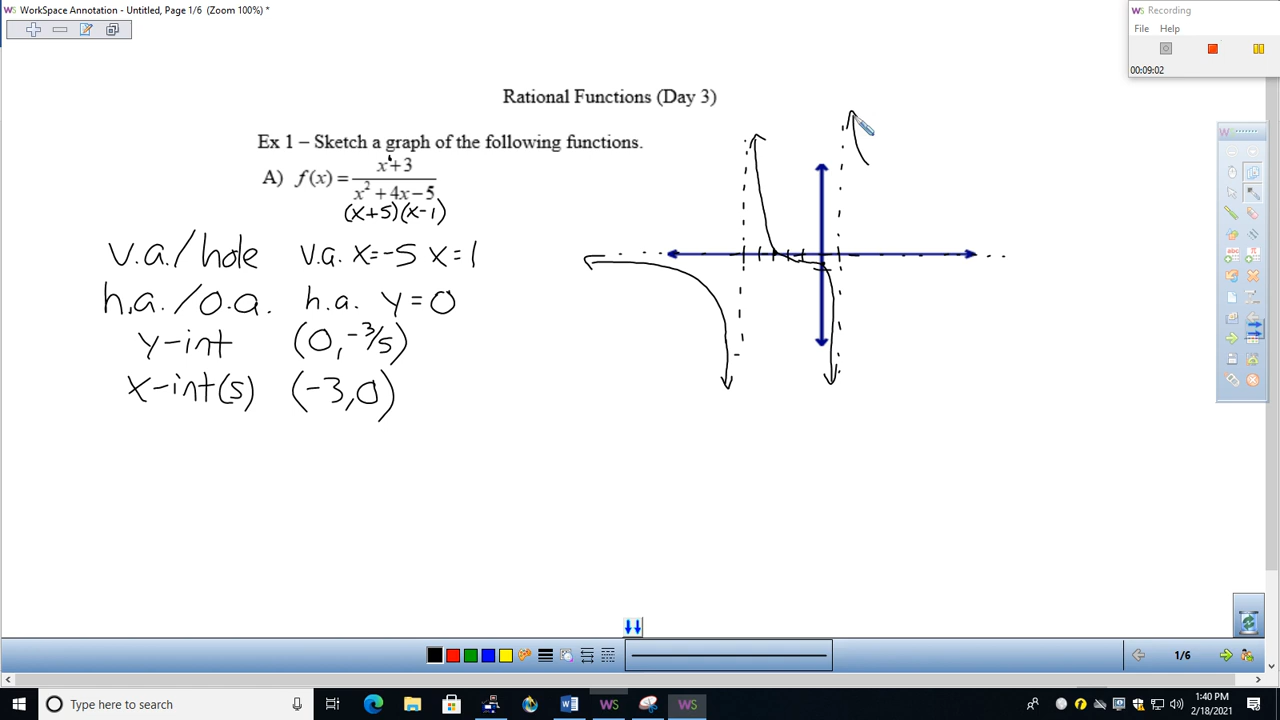 WorkSpace Annotation - Untitled, Page 1/6 (Zoom 100%) *
WS Recording
File Help
00:09:02
Rational Functions (Day 3)
Ex 1 – Sketch a graph of the following functions.
A) f(x) = (x+3)/(x² + 4x – 5)
(x+5)(x-1)
v.a./hole v.a. x=-5 x=1
h.a./o.a. h.a. y=0
y-int (0,-3/5)
x-int(s) (-3,0)
1/6
Type here to search
1:40 PM
2/18/2021